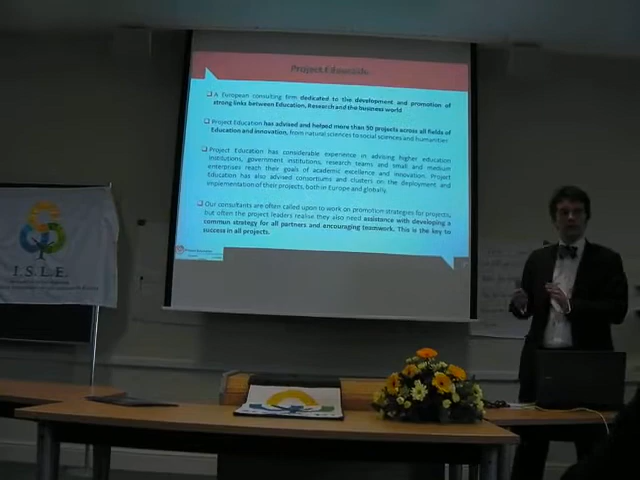 Project Education
A European consulting firm dedicated to the development and promotion of
strong links between Education, Research and the business world
Project Education has advised and helped more than 50 projects across all fields of
Education and innovation, from natural sciences to social sciences and humanities
Project Education has considerable experience in advising higher education
institutions, government institutions, research teams and small and medium
enterprises reach their goals of academic excellence and innovation. Project
Education has also advised consortiums and clusters on the deployment and
implementation of their projects, both in Europe and globally.
Our consultants are often called upon to work on promotion strategies for projects,
but often the project leaders realise they also need assistance with developing a
commun strategy for all partners and encouraging teamwork. This is the key to
success in all projects.
I.S.L.E.